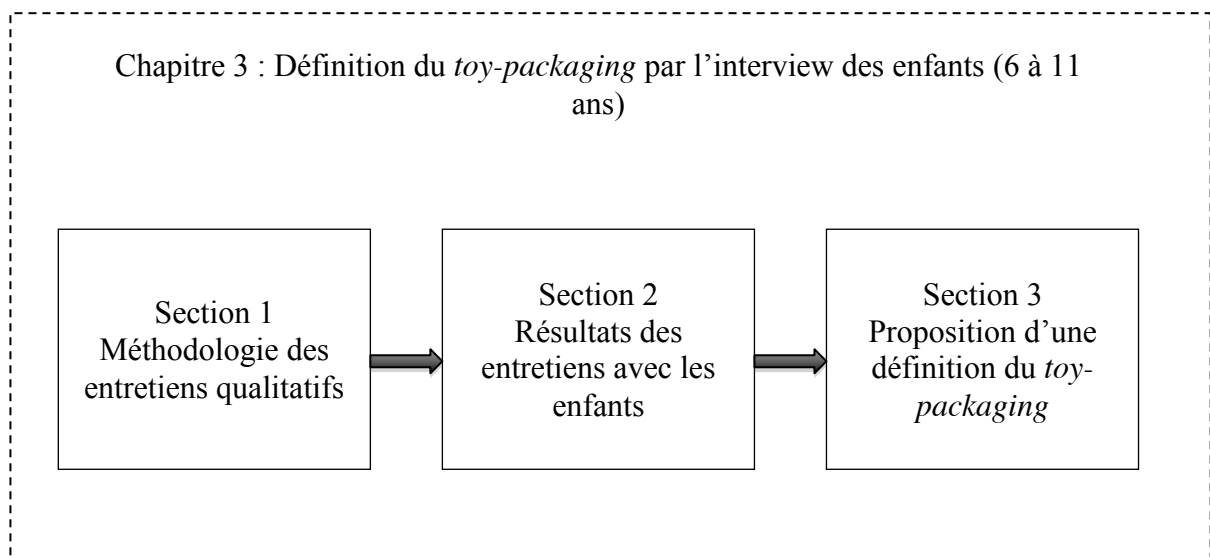 Chapitre 3 : Définition du toy-packaging par l’interview des enfants (6 à 11
ans)
Section 1
Méthodologie des
entretiens qualitatifs
Section 2
Résultats des
entretiens avec les
enfants
Section 3
Proposition d’une
définition du toy-
packaging